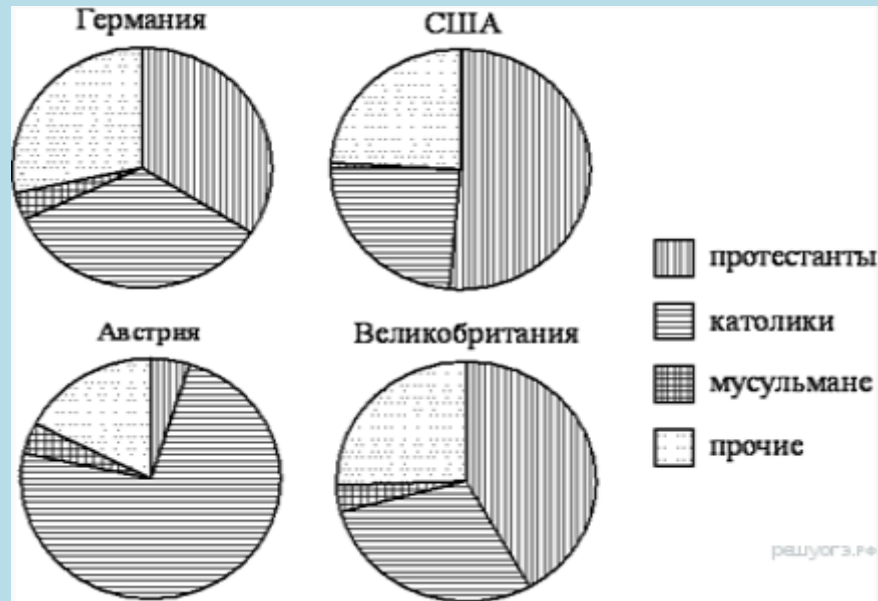 Германия
США
Австрия
Великобритания
протестанты
католики
мусульмане
прочие
решуогэ.рф